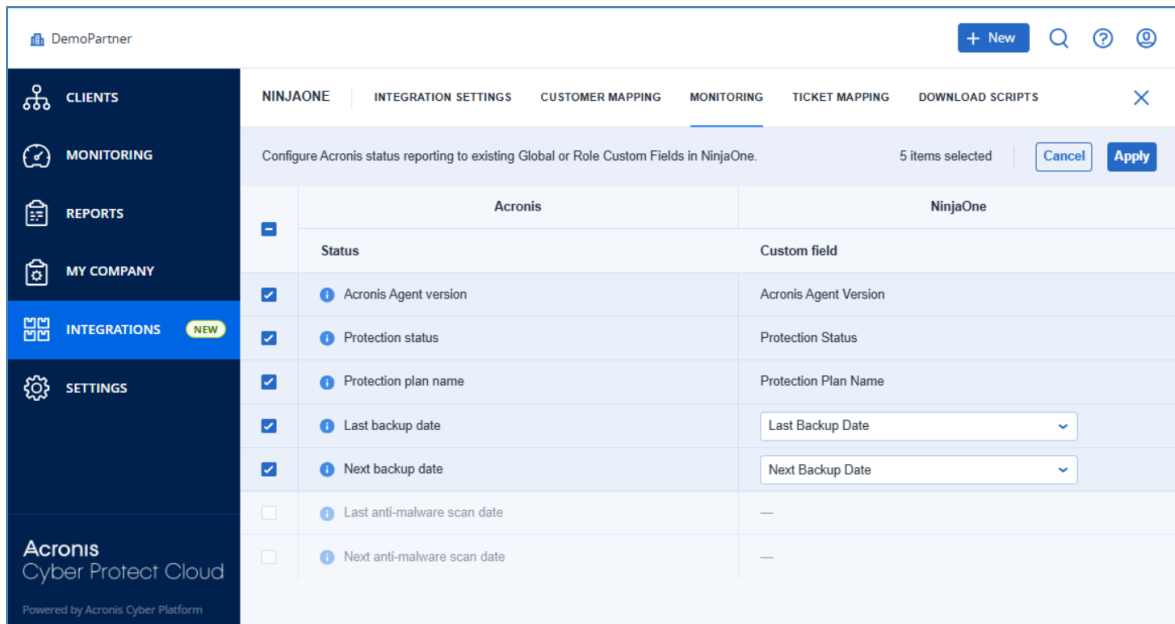 DemoPartner
+ New
CLIENTS
MONITORING
REPORTS
MY COMPANY
INTEGRATIONS NEW
SETTINGS
Acronis
Cyber Protect Cloud
Powered by Acronis Cyber Platform
NINJAONE
INTEGRATION SETTINGS
CUSTOMER MAPPING
MONITORING
TICKET MAPPING
DOWNLOAD SCRIPTS
Configure Acronis status reporting to existing Global or Role Custom Fields in NinjaOne.
5 items selected
Cancel
Apply
Acronis NinjaOne
Status Custom field
Acronis Agent version Acronis Agent Version
Protection status Protection Status
Protection plan name Protection Plan Name
Last backup date Last Backup Date
Next backup date Next Backup Date
Last anti-malware scan date —
Next anti-malware scan date —